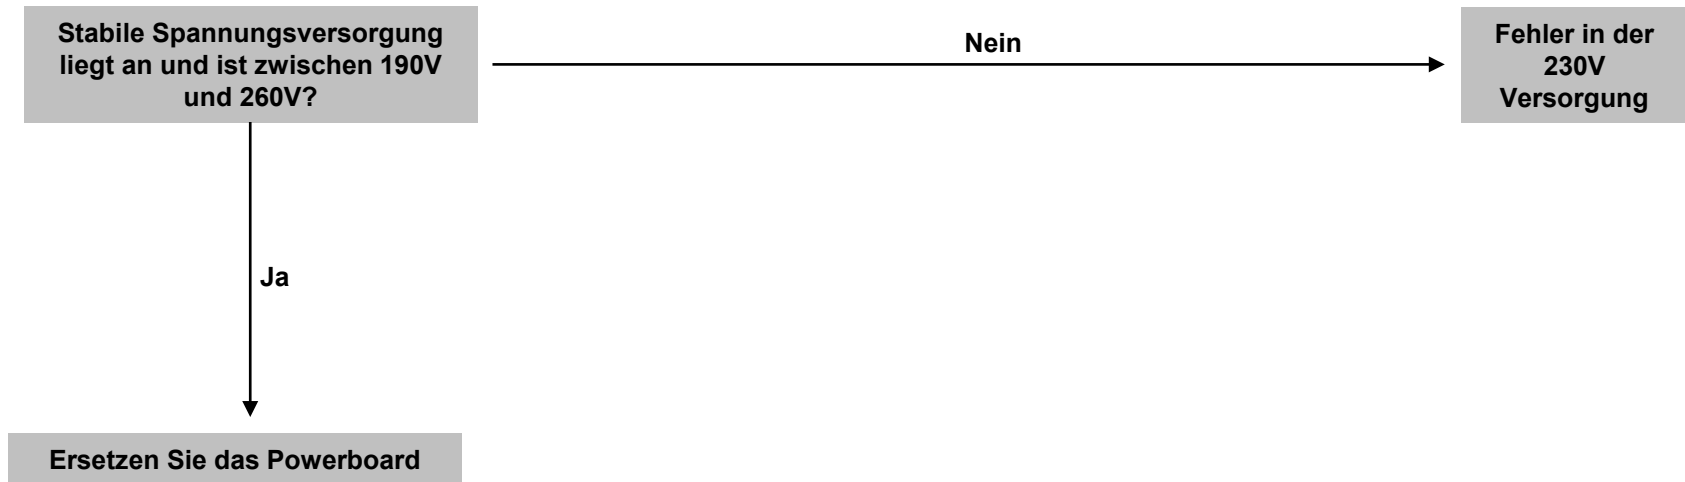 Stabile Spannungsversorgung
liegt an und ist zwischen 190V
und 260V?
Nein
Fehler in der
230V
Versorgung
Ja
Ersetzen Sie das Powerboard